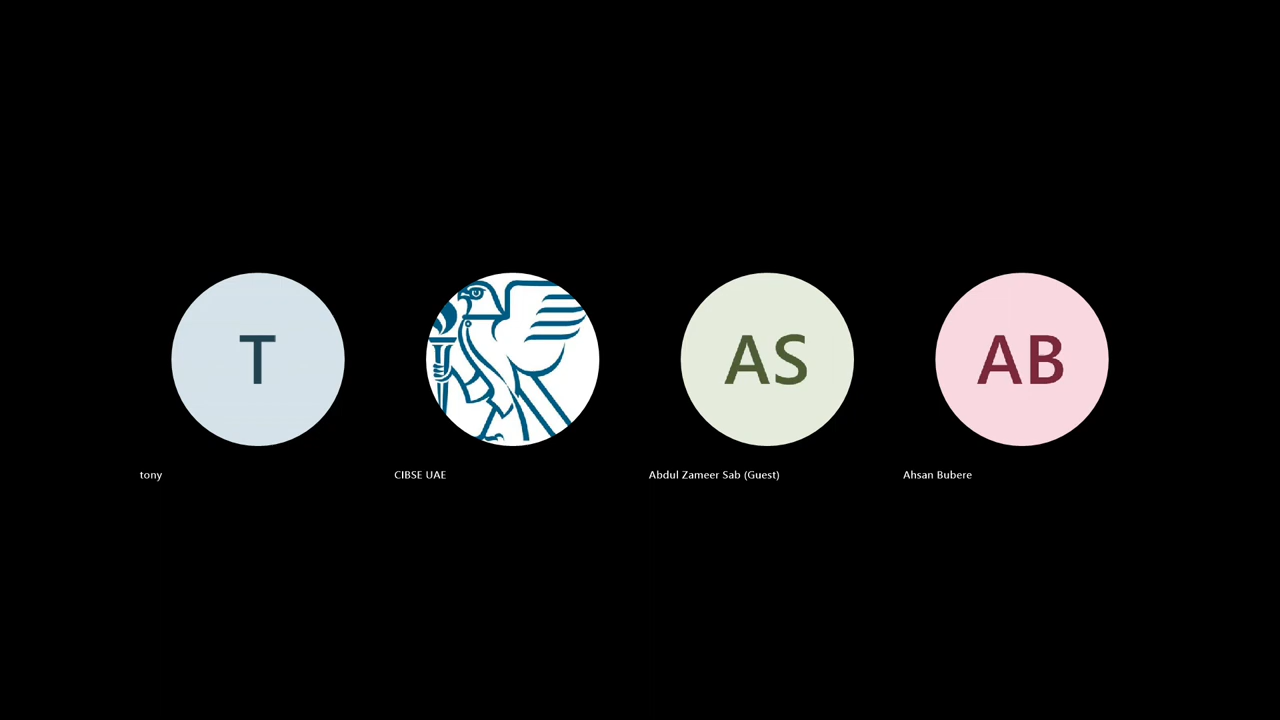 T
AS
AB
tony
CIBSE UAE
Abdul Zameer Sab (Guest)
Ahsan Bubere